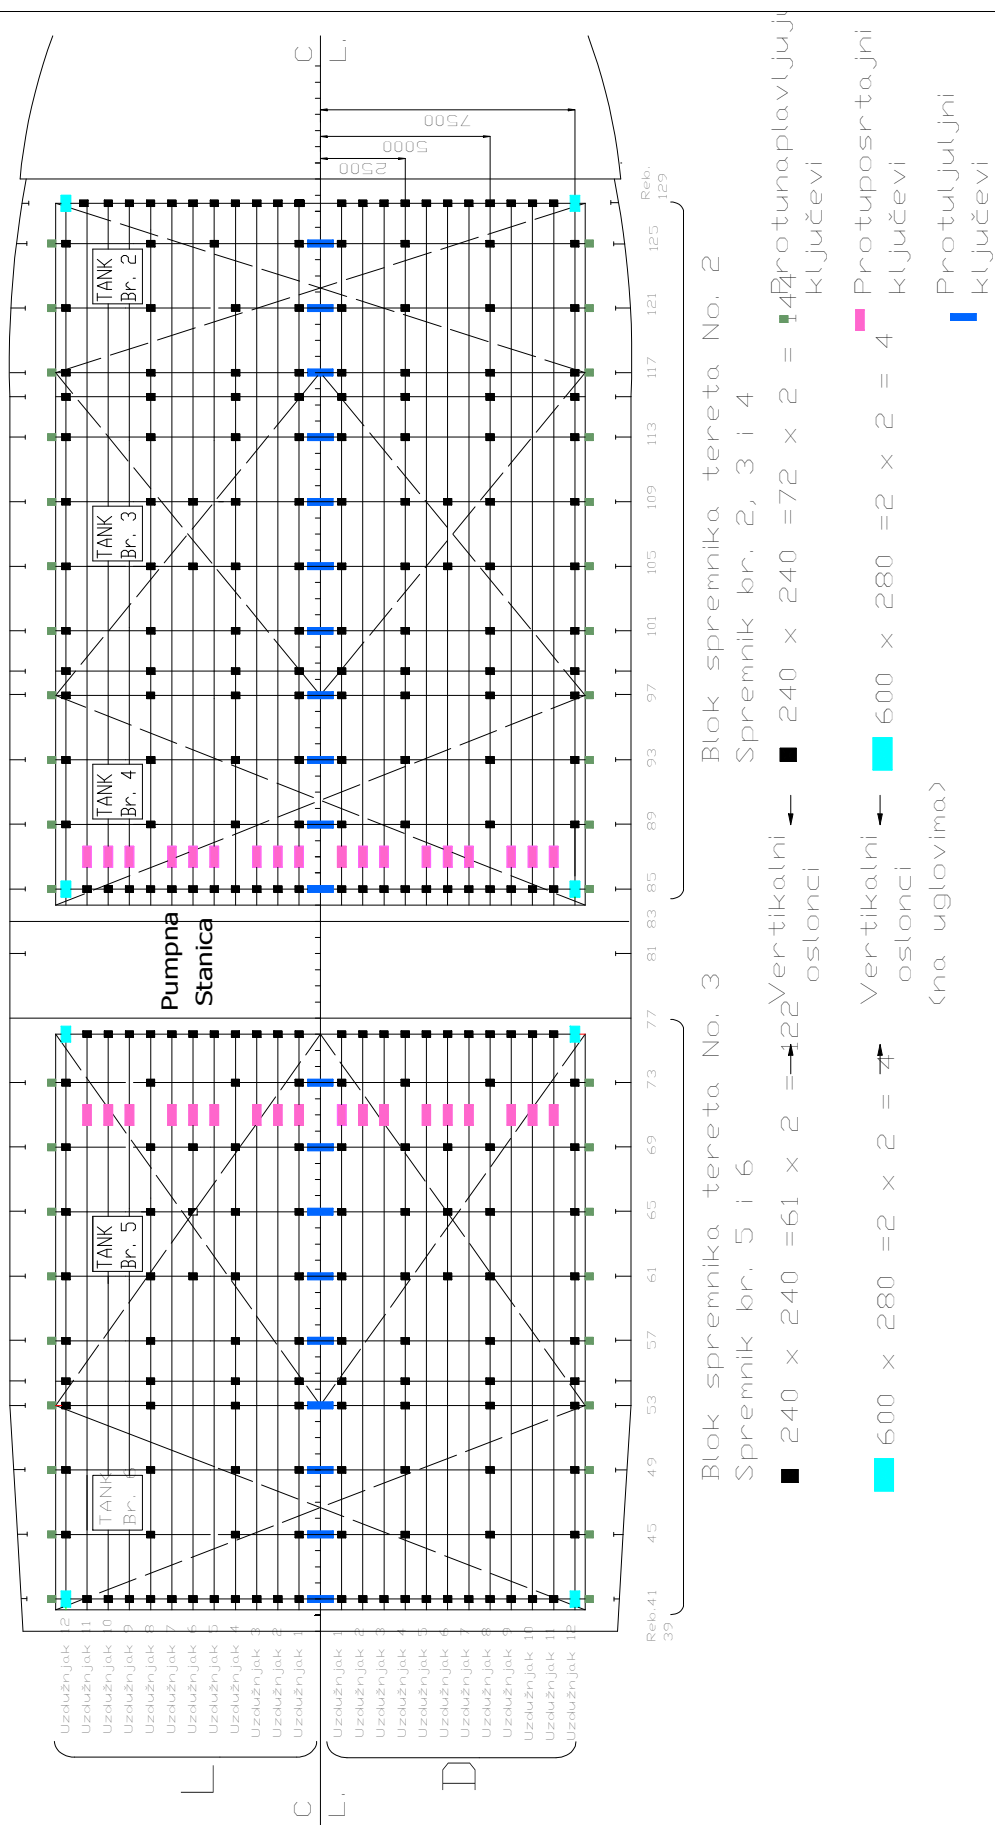 C
L.
7500
5000
2500
Reb.
129
125
121
117
113
109
105
101
97
93
89
85
83
81
77
73
69
65
61
57
53
49
45
Reb.41
39
TANK
Br. 2
TANK
Br. 3
TANK
Br. 4
Pumpna
Stanica
TANK
Br. 5
TANK
Br. 6
Uzdužnjak 12
Uzdužnjak 11
Uzdužnjak 10
Uzdužnjak 9
Uzdužnjak 8
Uzdužnjak 7
Uzdužnjak 6
Uzdužnjak 5
Uzdužnjak 4
Uzdužnjak 3
Uzdužnjak 2
Uzdužnjak 1
Uzdužnjak 1
Uzdužnjak 2
Uzdužnjak 3
Uzdužnjak 4
Uzdužnjak 5
Uzdužnjak 6
Uzdužnjak 7
Uzdužnjak 8
Uzdužnjak 9
Uzdužnjak 10
Uzdužnjak 11
Uzdužnjak 12
L
D
C
L.
Blok spremnika tereta No. 3
Spremnik br. 5 i 6
240 x 240 =61 x 2 = 122
600 x 280 =2 x 2 = 4
Vertikalni
oslonci
Vertikalni
oslonci
(na uglovima)
Blok spremnika tereta No. 2
Spremnik br. 2, 3 i 4
240 x 240 =72 x 2 = 144
600 x 280 =2 x 2 = 4
ključevi
Protuposrtajni
ključevi
Protuljuljni
ključevi